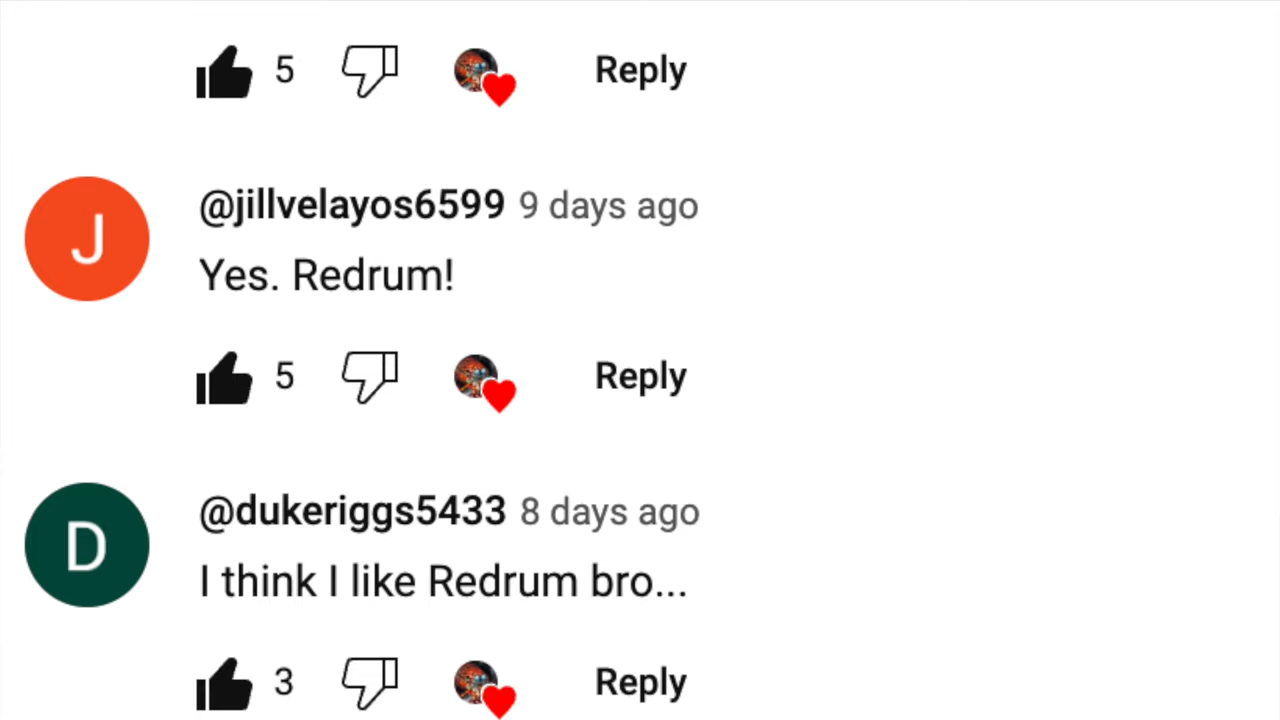 5 Reply
J
@jillvelayos6599 9 days ago
Yes. Redrum!
5 Reply
D
@dukeriggs5433 8 days ago
I think I like Redrum bro...
3 Reply